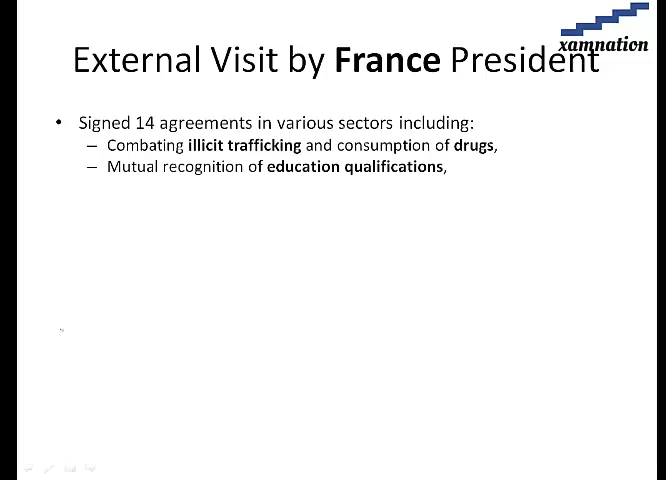 xamnation
External Visit by France President
• Signed 14 agreements in various sectors including:
– Combating illicit trafficking and consumption of drugs,
– Mutual recognition of education qualifications,